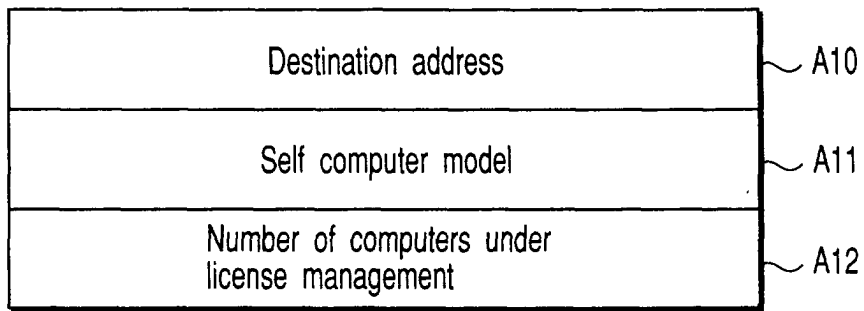 Destination address A10
Self computer model A11
Number of computers under
license management A12